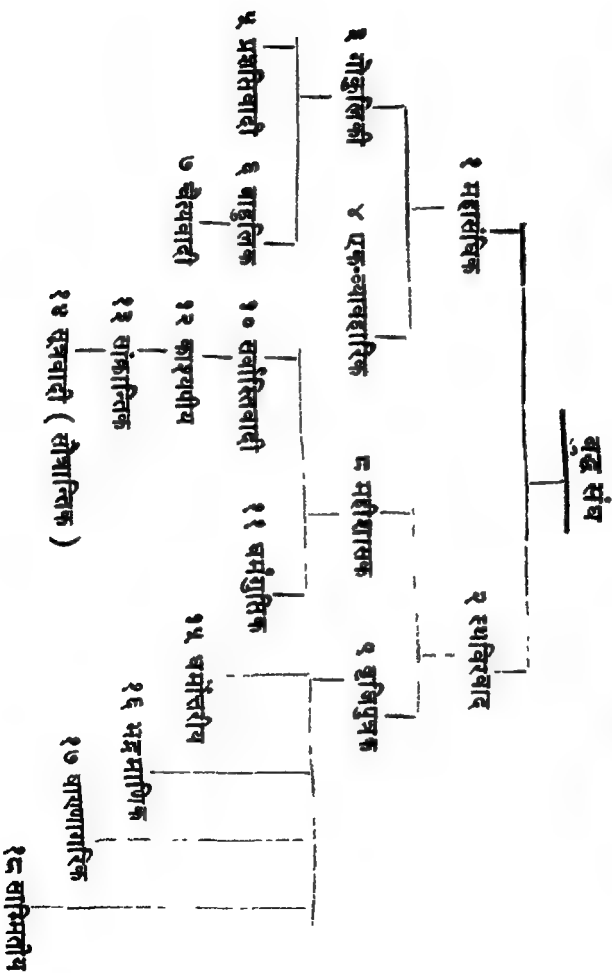 बुद्ध संघ
१ महासांघिक
२ स्थविरवाद
३ गोकुलिकी
४ एक-व्यावहारिक
८ महीशासक
९ वृजिपुत्रक
५ प्रज्ञप्तिवादी
६ बाहुलिक
१० सर्वास्तिवादी
११ धर्मगुप्तिक
१५ धर्मोत्तरीय
७ चैत्यवादी
१२ काश्यपीय
१६ भद्रयाणिक
१३ सांक्रान्तिक
१७ षाण्णागारिक
१४ सूत्रवादी ( सौत्रान्तिक )
१८ साम्मितीय